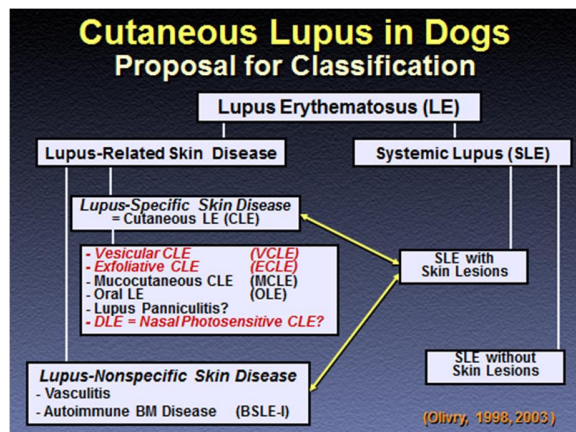 Cutaneous Lupus in Dogs
Proposal for Classification
Lupus Erythematosus (LE)
Lupus-Related Skin Disease
Systemic Lupus (SLE)
Lupus-Specific Skin Disease
= Cutaneous LE (CLE)
- Vesicular CLE (VCLE)
- Exfoliative CLE (ECLE)
- Mucocutaneous CLE (MCLE)
- Oral LE (OLE)
- Lupus Panniculitis?
- DLE = Nasal Photosensitive CLE?
SLE with
Skin Lesions
Lupus-Nonspecific Skin Disease
- Vasculitis
- Autoimmune BM Disease (BSLE-I)
SLE without
Skin Lesions
(Olivry, 1998, 2003)